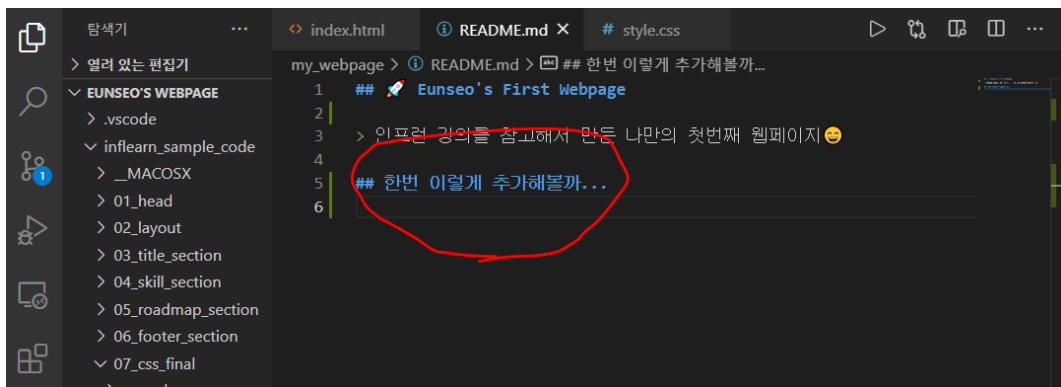 탐색기 ...
index.html
README.md
# style.css
> 열려 있는 편집기
EUNSEO'S WEBPAGE
> .vscode
inflearn_sample_code
> __MACOSX
> 01_head
> 02_layout
> 03_title_section
> 04_skill_section
> 05_roadmap_section
> 06_footer_section
07_css_final
1
my_webpage > README.md > ## 한번 이렇게 추가해볼까...
1 ## 🚀 Eunseo's First Webpage
2
3 > 인프런 강의를 참고해서 만든 나만의 첫번째 웹페이지😄
4
5 ## 한번 이렇게 추가해볼까...
6